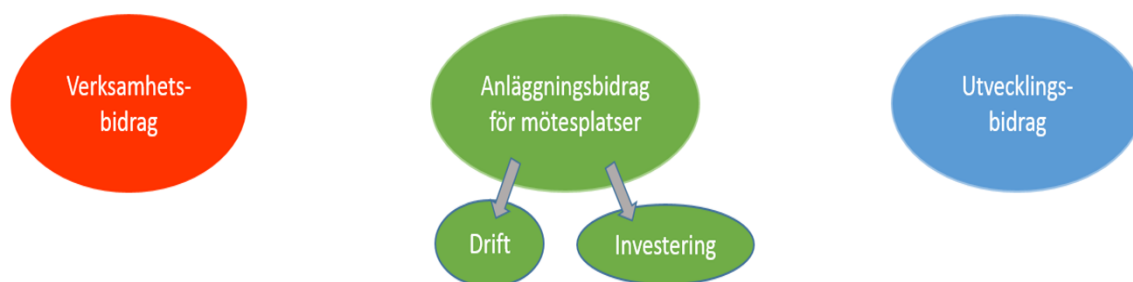 Verksamhets-
bidrag
Anläggningsbidrag
för mötesplatser
Utvecklings-
bidrag
Drift
Investering